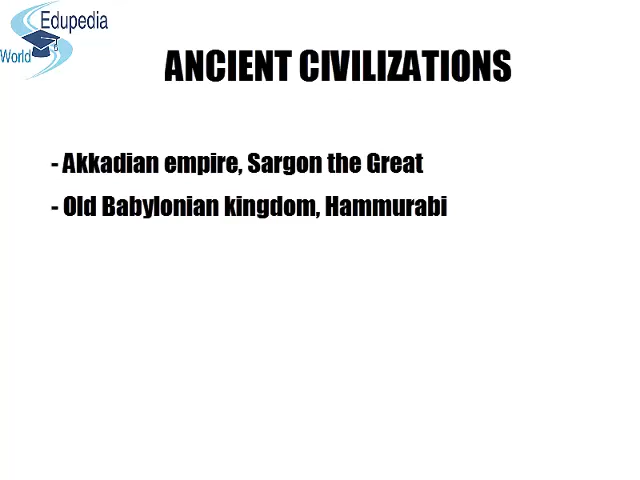 Edupedia
World
ANCIENT CIVILIZATIONS
- Akkadian empire, Sargon the Great
- Old Babylonian kingdom, Hammurabi